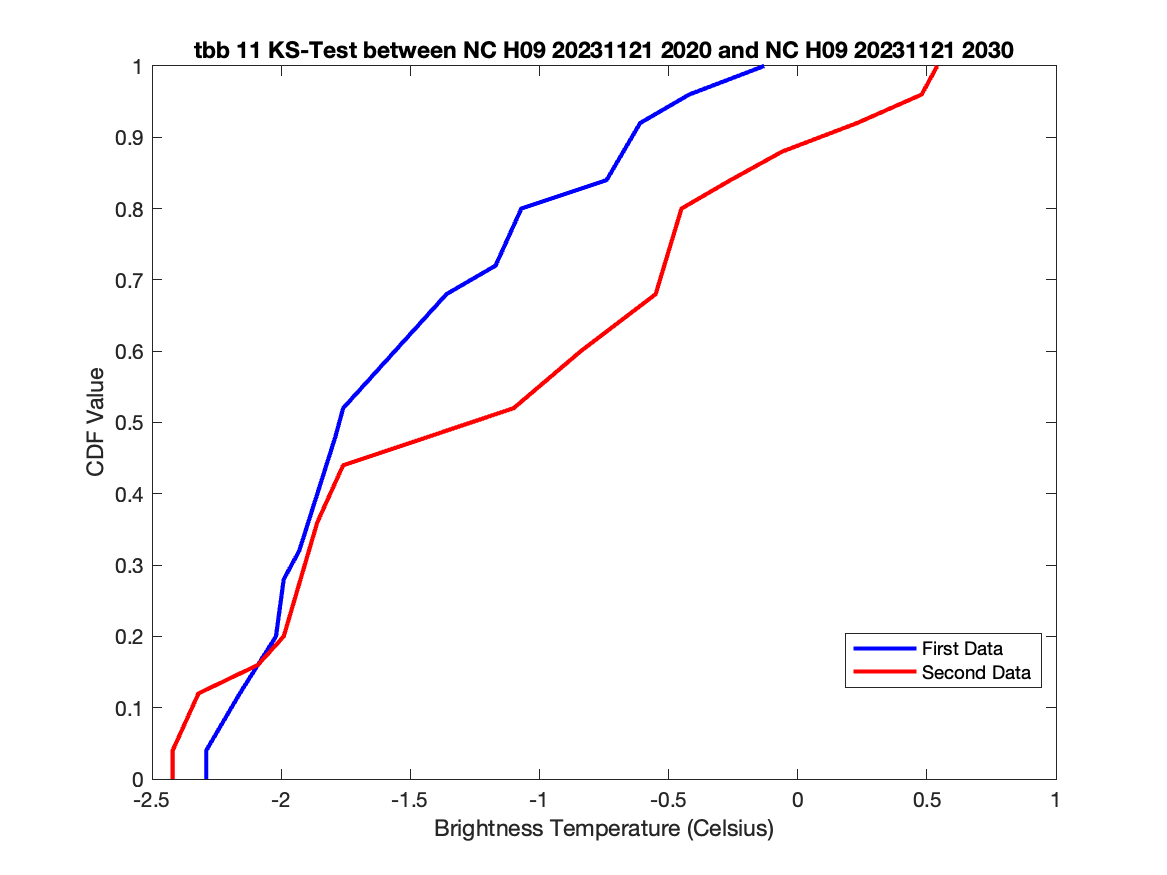 tbb 11 KS-Test between NC H09 20231121 2020 and NC H09 20231121 2030
1
0.9
0.8
0.7
0.6
0.5
0.4
0.3
0.2
0.1
0
CDF Value
First Data
Second Data
-2.5 -2 -1.5 -1 -0.5 0 0.5 1
Brightness Temperature (Celsius)